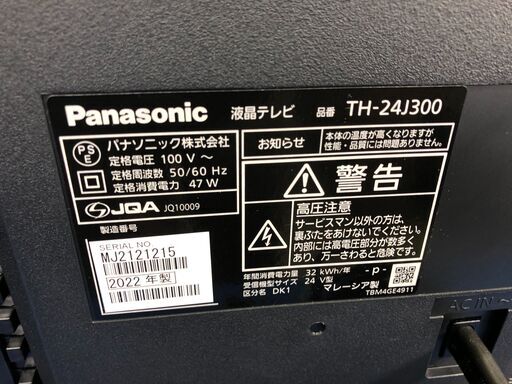 Panasonic 液晶テレビ 品番 TH-24J300
PS
E
パナソニック株式会社
定格電圧 100 V ～
定格周波数 50/60 Hz
定格消費電力 47 W
JQA JQ10009
製造番号
SERIAL NO
MJ2121215
2022 年製
お知らせ
本体の温度が高くなりますが
性能・品質には問題ありません。
警告
高圧注意
サービスマン以外の方は、
裏ぶたをあけないでください。
内部には高電圧部分が数多く
あり、万一さわると危険です。
年間消費電力量 32 kWh/年
受信機型サイズ 24 V型
区分名 DK1
-p-
マレーシア製
TBM4GE4911
AC IN ～